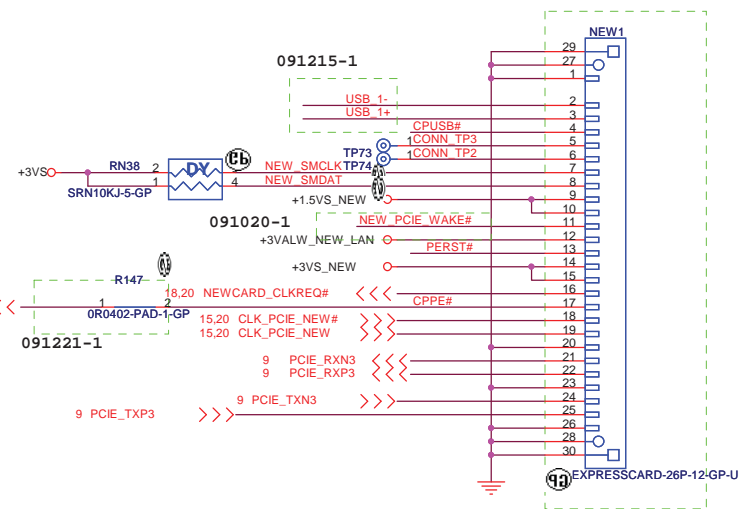 NEW1
29
27
091215-1
1
USB_1-
2
USB_1+
3
CPUSB#
4
1 CONN_TP3
5
TP73
1 CONN_TP2
6
RN38 2 NEW_SMCLK TP74 7
+3VS
DY
1 4 NEW_SMDAT 8
SRN10KJ-5-GP
+1.5VS_NEW 9
10
091020-1 NEW_PCIE_WAKE# 11
+3VALW_NEW_LAN 12
PERST# 13
+3VS_NEW 14
15
R147
18,20 NEWCARD_CLKREQ# 16
1 2 CPPE# 17
0R0402-PAD-1-GP
15,20 CLK_PCIE_NEW# 18
15,20 CLK_PCIE_NEW 19
091221-1
20
9 PCIE_RXN3 21
9 PCIE_RXP3 22
23
9 PCIE_TXN3 24
9 PCIE_TXP3 25
26
28
30
EXPRESSCARD-26P-12-GP-U